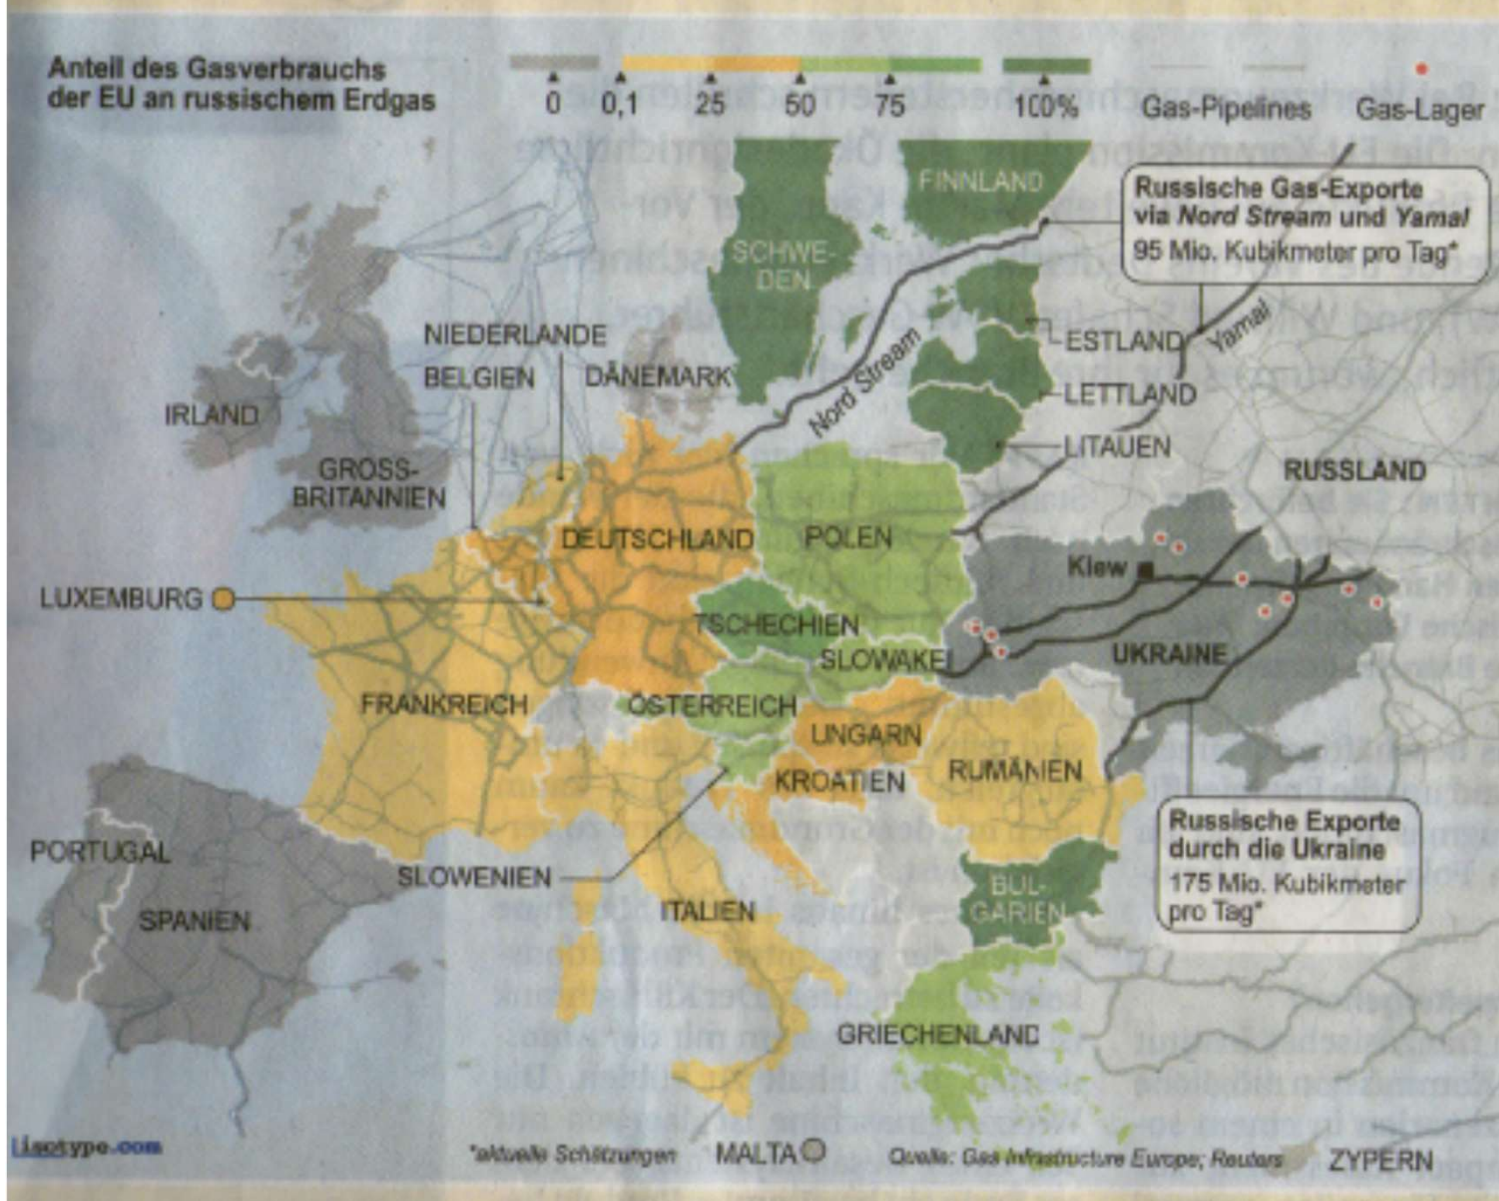 Anteil des Gasverbrauchs
der EU an russischem Erdgas
0 0,1 25 50 75 100%
Gas-Pipelines
Gas-Lager
FINNLAND
SCHWE-
DEN
Russische Gas-Exporte
via Nord Stream und Yamal
95 Mio. Kubikmeter pro Tag*
NIEDERLANDE
BELGIEN
DÄNEMARK
Nord Stream
Yamal
ESTLAND
LETTLAND
LITAUEN
IRLAND
GROSS-
BRITANNIEN
RUSSLAND
DEUTSCHLAND
POLEN
Kiew
LUXEMBURG
TSCHECHIEN
SLOWAKEI
UKRAINE
FRANKREICH
ÖSTERREICH
UNGARN
KROATIEN
RUMÄNIEN
Russische Exporte
durch die Ukraine
175 Mio. Kubikmeter
pro Tag*
PORTUGAL
SPANIEN
SLOWENIEN
ITALIEN
BUL-
GARIEN
GRIECHENLAND
isotype.com
*aktuelle Schätzungen
MALTA
Quelle: Gas Infrastructure Europe; Reuters
ZYPERN